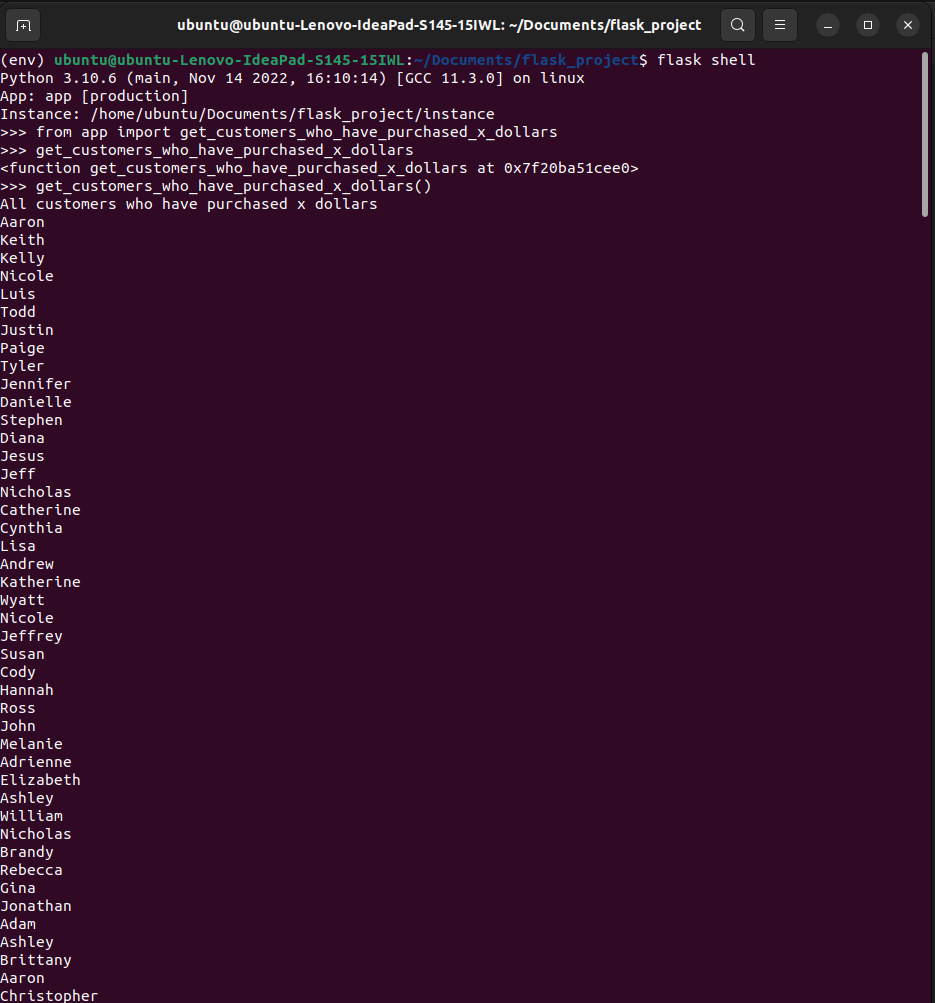 ubuntu@ubuntu-Lenovo-IdeaPad-S145-15IWL: ~/Documents/flask_project
(env) ubuntu@ubuntu-Lenovo-IdeaPad-S145-15IWL:~/Documents/flask_project$ flask shell
Python 3.10.6 (main, Nov 14 2022, 16:10:14) [GCC 11.3.0] on linux
App: app [production]
Instance: /home/ubuntu/Documents/flask_project/instance
>>> from app import get_customers_who_have_purchased_x_dollars
>>> get_customers_who_have_purchased_x_dollars
<function get_customers_who_have_purchased_x_dollars at 0x7f20ba51cee0>
>>> get_customers_who_have_purchased_x_dollars()
All customers who have purchased x dollars
Aaron
Keith
Kelly
Nicole
Luis
Todd
Justin
Paige
Tyler
Jennifer
Danielle
Stephen
Diana
Jesus
Jeff
Nicholas
Catherine
Cynthia
Lisa
Andrew
Katherine
Wyatt
Nicole
Jeffrey
Susan
Cody
Hannah
Ross
John
Melanie
Adrienne
Elizabeth
Ashley
William
Nicholas
Brandy
Rebecca
Gina
Jonathan
Adam
Ashley
Brittany
Aaron
Christopher